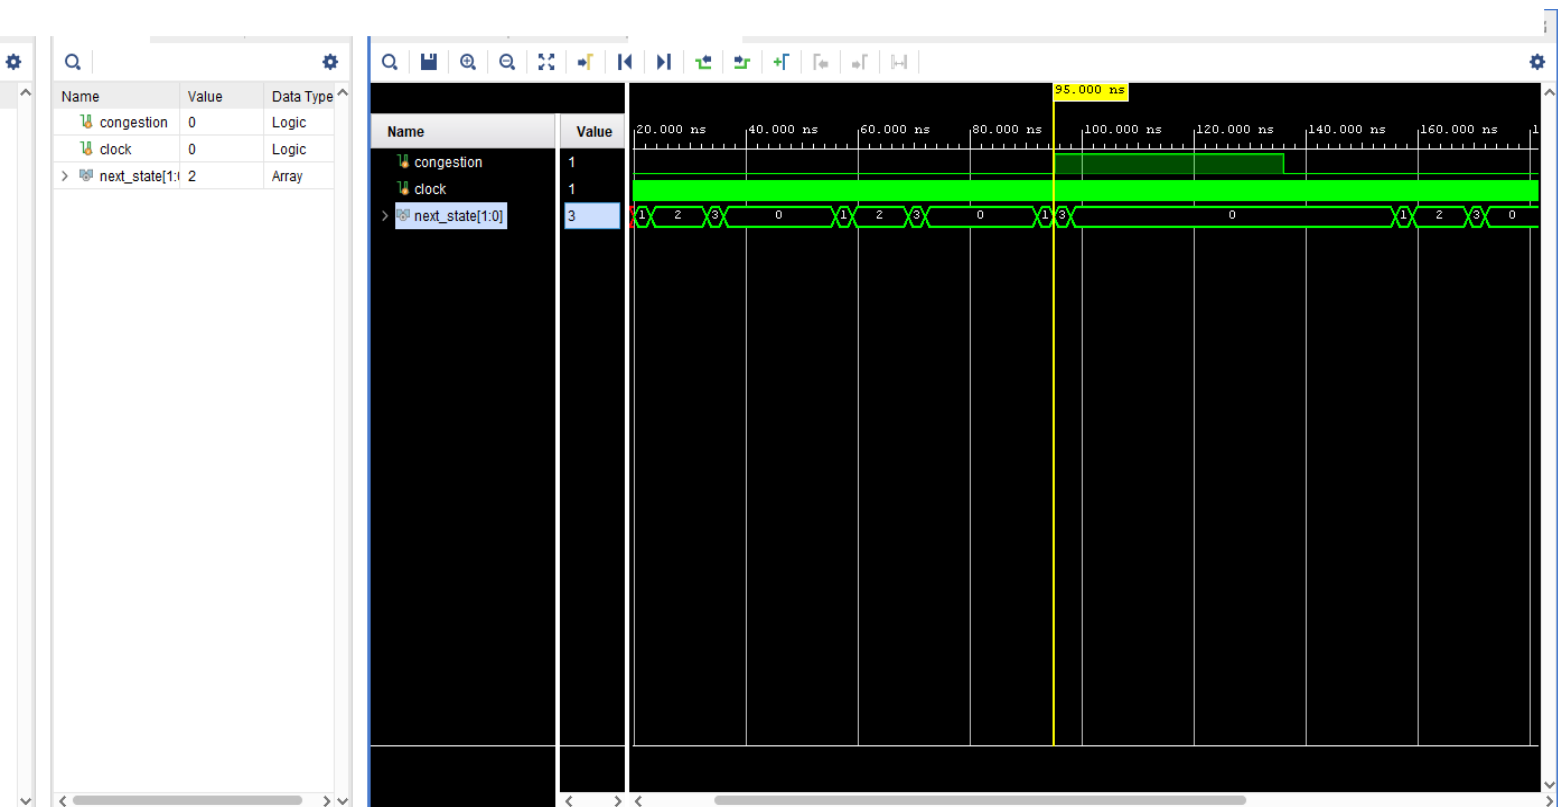 Name Value Data Type
congestion 0 Logic
clock 0 Logic
next_state[1:( 2 Array
95.000 ns
Name Value
20.000 ns 40.000 ns 60.000 ns 80.000 ns 100.000 ns 120.000 ns 140.000 ns 160.000 ns 1
congestion 1
clock 1
next_state[1:0] 3
1 2 3 0 1 2 3 0 1 3 0 1 2 3 0